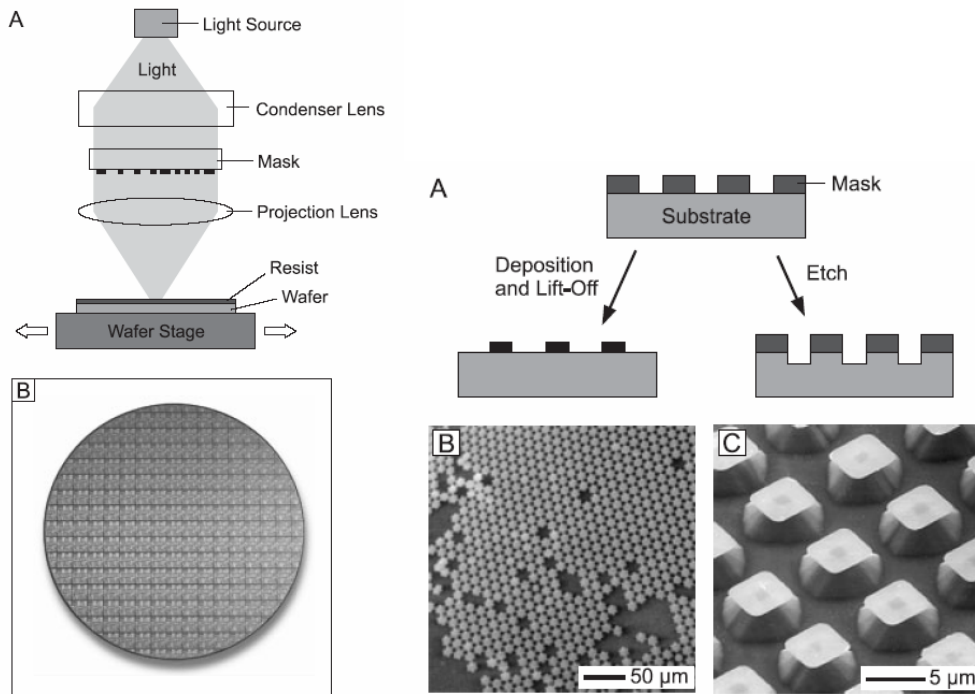 A
Light Source
Light
Condenser Lens
Mask
Projection Lens
Resist
Wafer
Wafer Stage
B
A
Mask
Substrate
Deposition
and Lift-Off
Etch
B
50 µm
C
5 µm